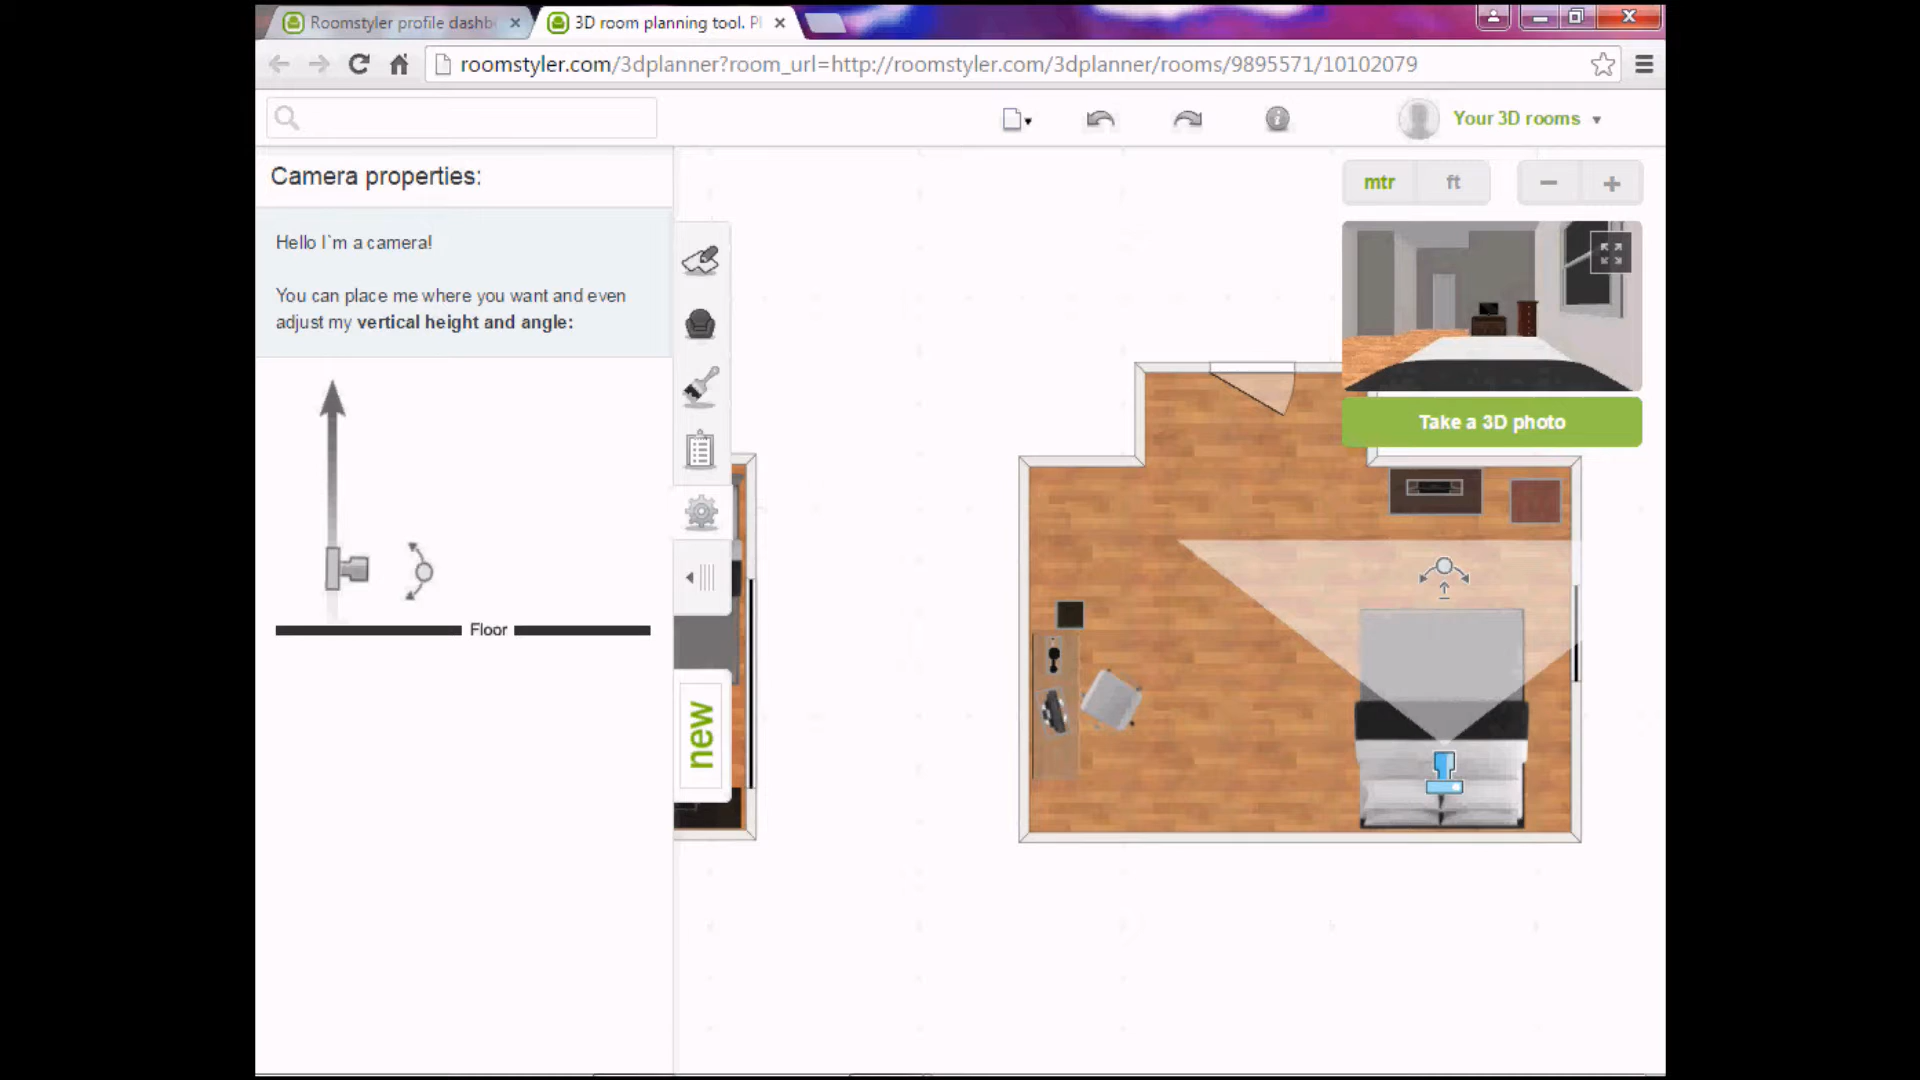 Roomstyler profile dashb
3D room planning tool. Pl
roomstyler.com/3dplanner?room_url=http://roomstyler.com/3dplanner/rooms/9895571/10102079
Your 3D rooms
Camera properties:
mtr ft
Hello I`m a camera!
You can place me where you want and even
adjust my vertical height and angle:
Take a 3D photo
Floor
new